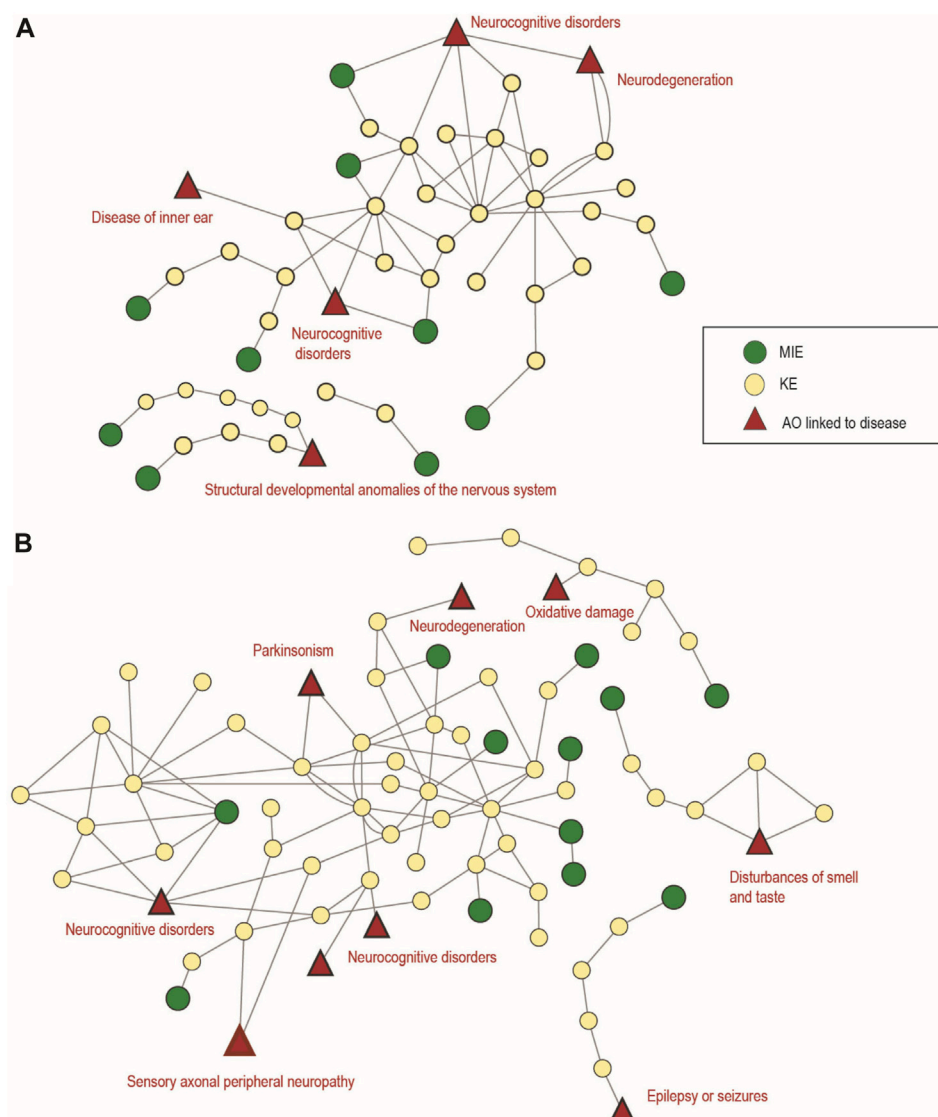 A
Neurocognitive disorders
Neurodegeneration
Disease of inner ear
Neurocognitive
disorders
MIE
KE
AO linked to disease
Structural developmental anomalies of the nervous system
B
Oxidative damage
Neurodegeneration
Parkinsonism
Disturbances of smell
and taste
Neurocognitive disorders
Neurocognitive disorders
Sensory axonal peripheral neuropathy
Epilepsy or seizures